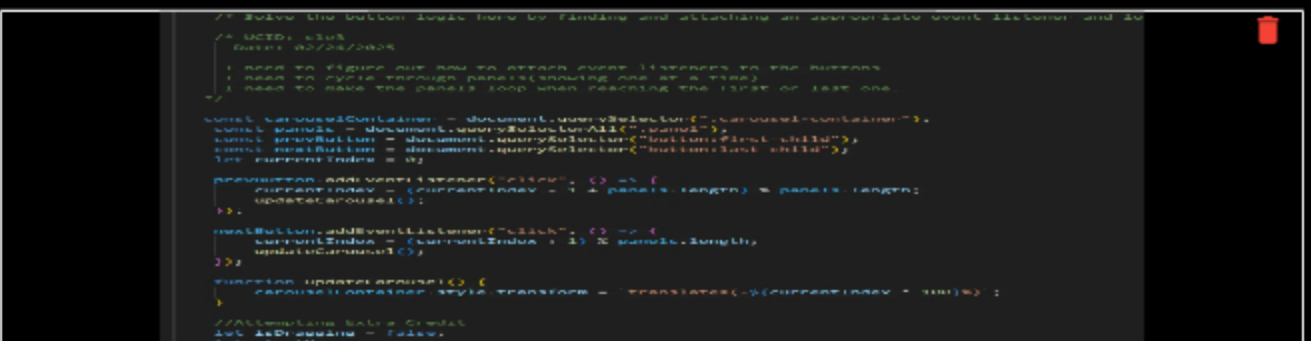 /* Solve the button logic here by finding and attaching an appropriate event listener and lo
/* UCID:
Date: 02/24/2025
I need to figure out how to attach event listeners to the buttons
I need to cycle through panels(showing one at a time)
I need to make the panels loop when reaching the first or last one.
*/
const carouselContainer = document.querySelector(".carousel-container");
const panels = document.querySelectorAll(".panel");
const prevButton = document.querySelector("button:first-child");
const nextButton = document.querySelector("button:last-child");
let currentIndex = 0;
prevButton.addEventListener("click", () => {
currentIndex = (currentIndex - 1 + panels.length) % panels.length;
updateCarousel();
});
nextButton.addEventListener("click", () => {
currentIndex = (currentIndex + 1) % panels.length;
updateCarousel();
});
function updateCarousel() {
carouselContainer.style.transform = `translateX(-${currentIndex * 100}%)`;
}
//Attempting Extra Credit
let isDragging = false,